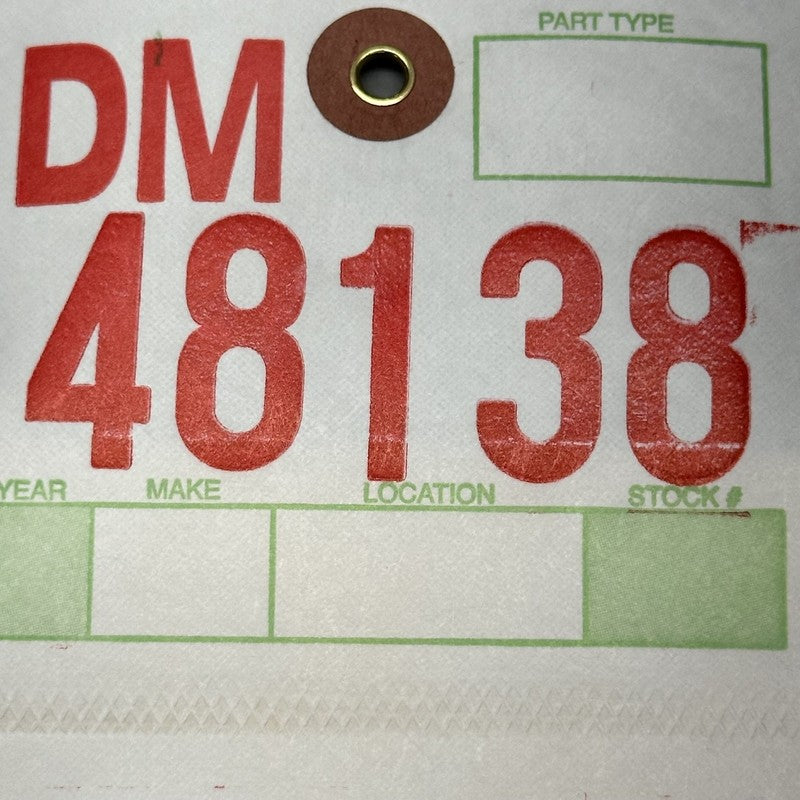 PART TYPE
DM
48138
YEAR MAKE LOCATION STOCK #